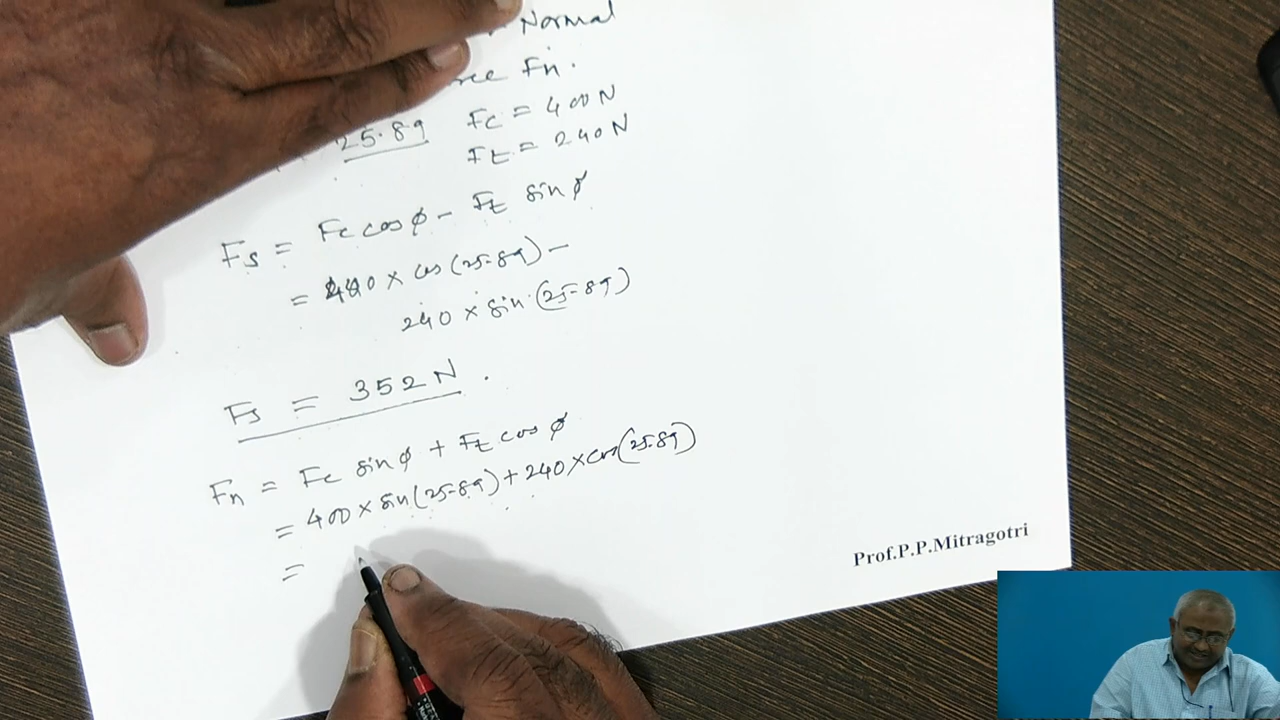 Normal
Fn.
25.89 Fc = 400 N
Ft = 240 N
Fs = Fc cos φ - Ft sin φ
= 440 × cos (25.89) -
240 × sin (25.89)
Fs = 352 N.
Fn = Fc sin φ + Ft cos φ
= 400 × sin (25.89) + 240 × cos (25.89)
=
Prof.P.P.Mitragotri